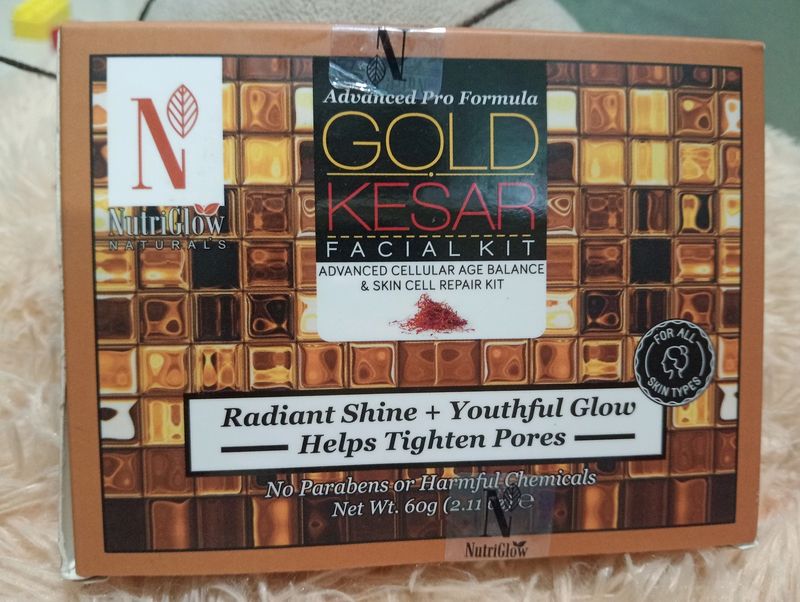 N
Advanced Pro Formula
GOLD
KESAR
FACIAL KIT
ADVANCED CELLULAR AGE BALANCE
& SKIN CELL REPAIR KIT
N
NutriGlow
NATURALS
FOR ALL
SKIN TYPES
Radiant Shine + Youthful Glow
Helps Tighten Pores
No Parabens or Harmful Chemicals
Net Wt. 60g (2.11 ℮
N
NutriGlow